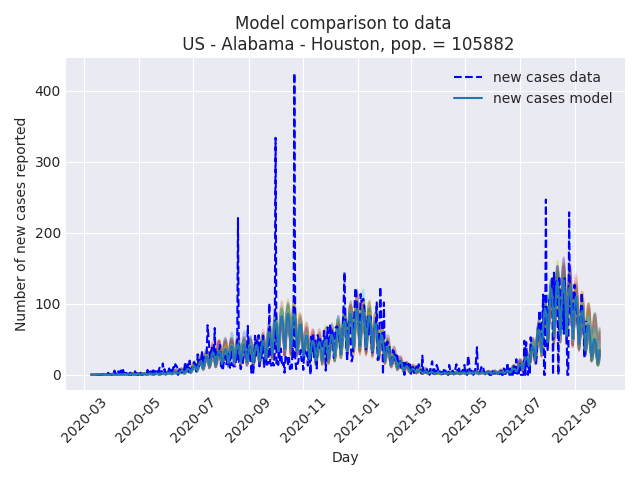 Model comparison to data
US - Alabama - Houston, pop. = 105882
new cases data
new cases model
Number of new cases reported
400
300
200
100
0
2020-03
2020-05
2020-07
2020-09
2020-11
2021-01
2021-03
2021-05
2021-07
2021-09
Day